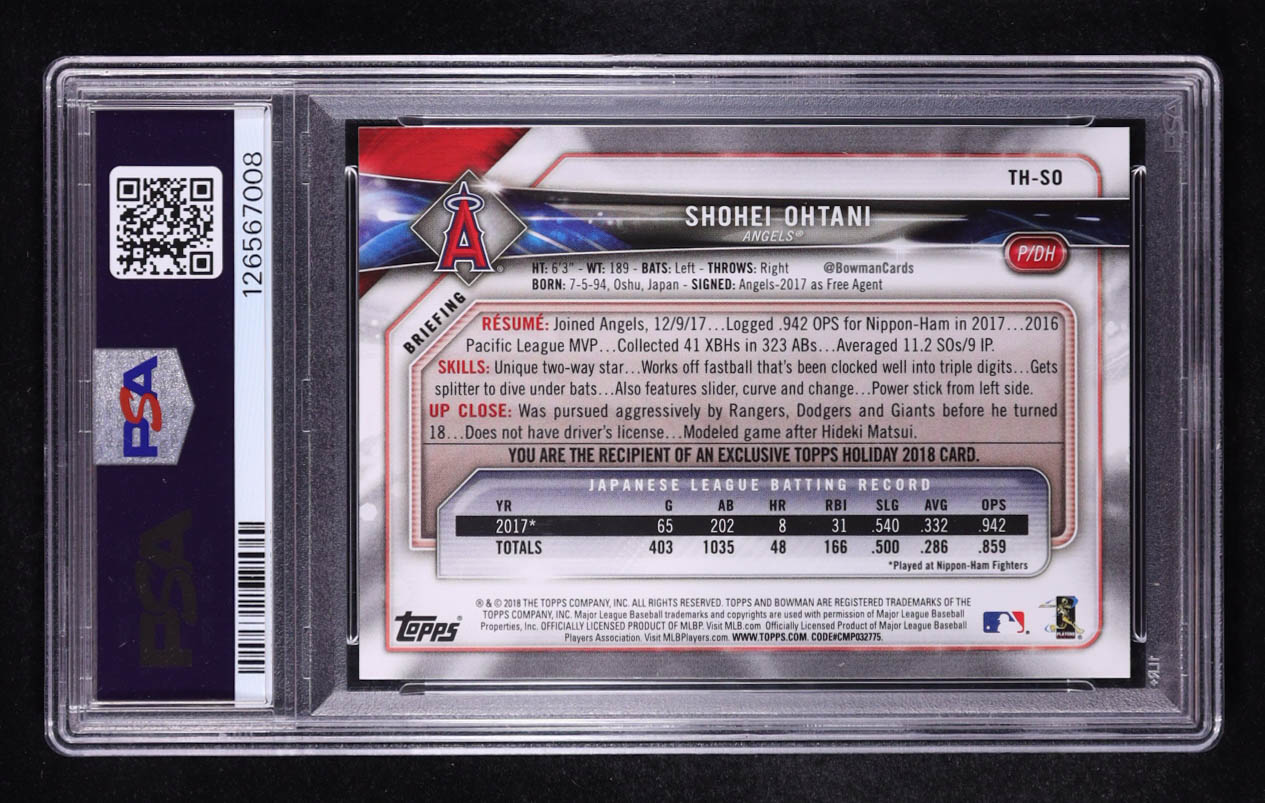 126567008
PSA
PSA
TH-SO
SHOHEI OHTANI
ANGELS®
P/DH
A
HT: 6'3" - WT: 189 - BATS: Left - THROWS: Right @BowmanCards
BORN: 7-5-94, Oshu, Japan - SIGNED: Angels-2017 as Free Agent
BRIEFING
RÉSUMÉ: Joined Angels, 12/9/17...Logged .942 OPS for Nippon-Ham in 2017...2016
Pacific League MVP...Collected 41 XBHs in 323 ABs...Averaged 11.2 SOs/9 IP.
SKILLS: Unique two-way star...Works off fastball that's been clocked well into triple digits...Gets
splitter to dive under bats...Also features slider, curve and change...Power stick from left side.
UP CLOSE: Was pursued aggressively by Rangers, Dodgers and Giants before he turned
18...Does not have driver's license...Modeled game after Hideki Matsui.
YOU ARE THE RECIPIENT OF AN EXCLUSIVE TOPPS HOLIDAY 2018 CARD.
JAPANESE LEAGUE BATTING RECORD
YR G AB HR RBI SLG AVG OPS
2017* 65 202 8 31 .540 .332 .942
TOTALS 403 1035 48 166 .500 .286 .859
*Played at Nippon-Ham Fighters
® & © 2018 THE TOPPS COMPANY, INC. ALL RIGHTS RESERVED. TOPPS AND BOWMAN ARE REGISTERED TRADEMARKS OF THE
TOPPS COMPANY, INC. Major League Baseball trademarks and copyrights are used with permission of Major League Baseball
Properties, Inc. OFFICIALLY LICENSED PRODUCT OF MLBP. Visit MLB.com. Officially Licensed Product of Major League Baseball
Players Association. Visit MLBPlayers.com. WWW.TOPPS.COM. CODE#CMP032775.
Topps®
PLAYERS
PSA